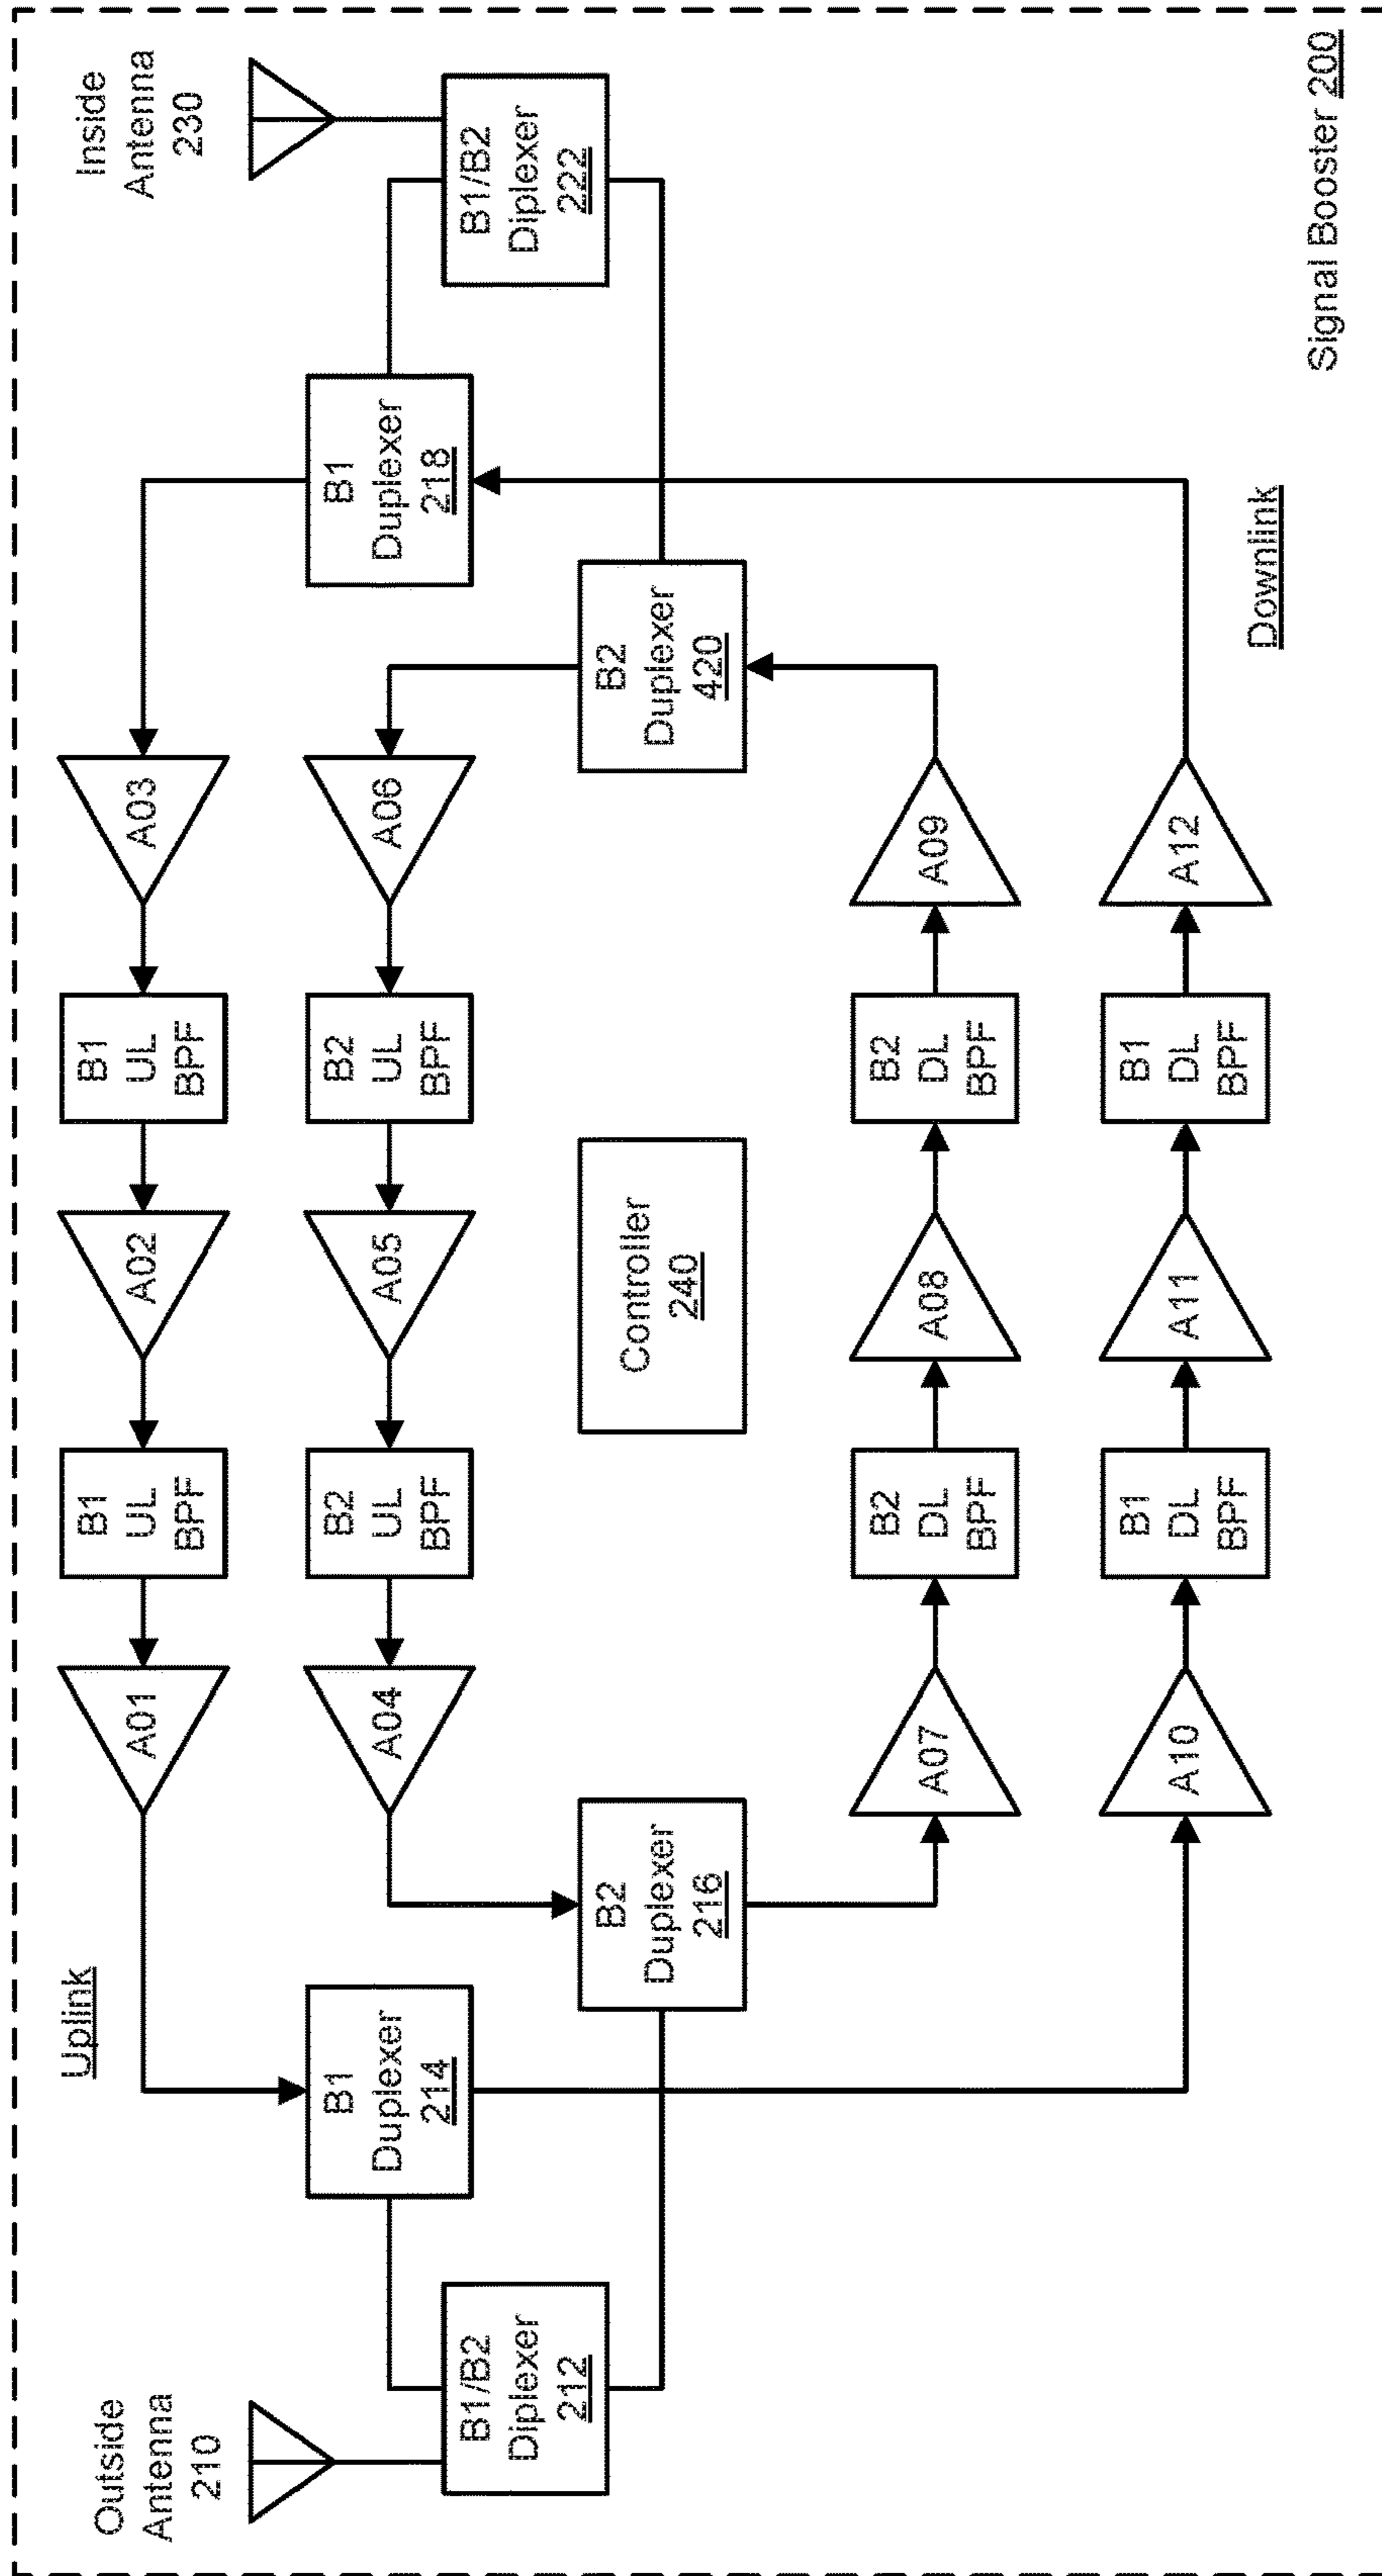 Outside
Antenna
210
Inside
Antenna
230
Uplink
B1/B2
Diplexer
212
B1
Duplexer
214
B2
Duplexer
216
A01
B1
UL
BPF
A02
B1
UL
BPF
A03
A04
B2
UL
BPF
A05
B2
UL
BPF
A06
Controller
240
B1
Duplexer
218
B2
Duplexer
420
B1/B2
Diplexer
222
A07
B2
DL
BPF
A08
B2
DL
BPF
A09
A10
B1
DL
BPF
A11
B1
DL
BPF
A12
Downlink
Signal Booster 200